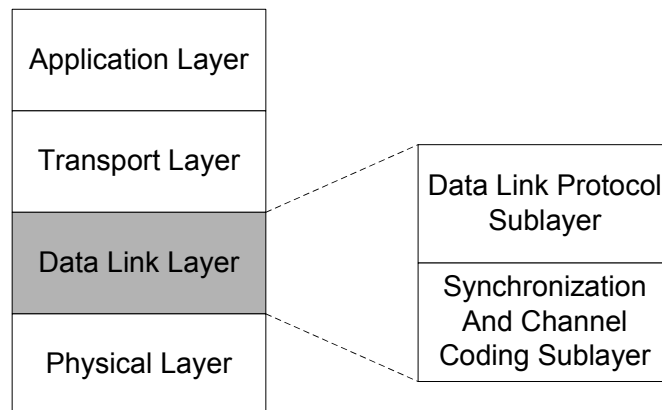 Application Layer
Transport Layer
Data Link Layer
Physical Layer
Data Link Protocol
Sublayer
Synchronization
And Channel
Coding Sublayer